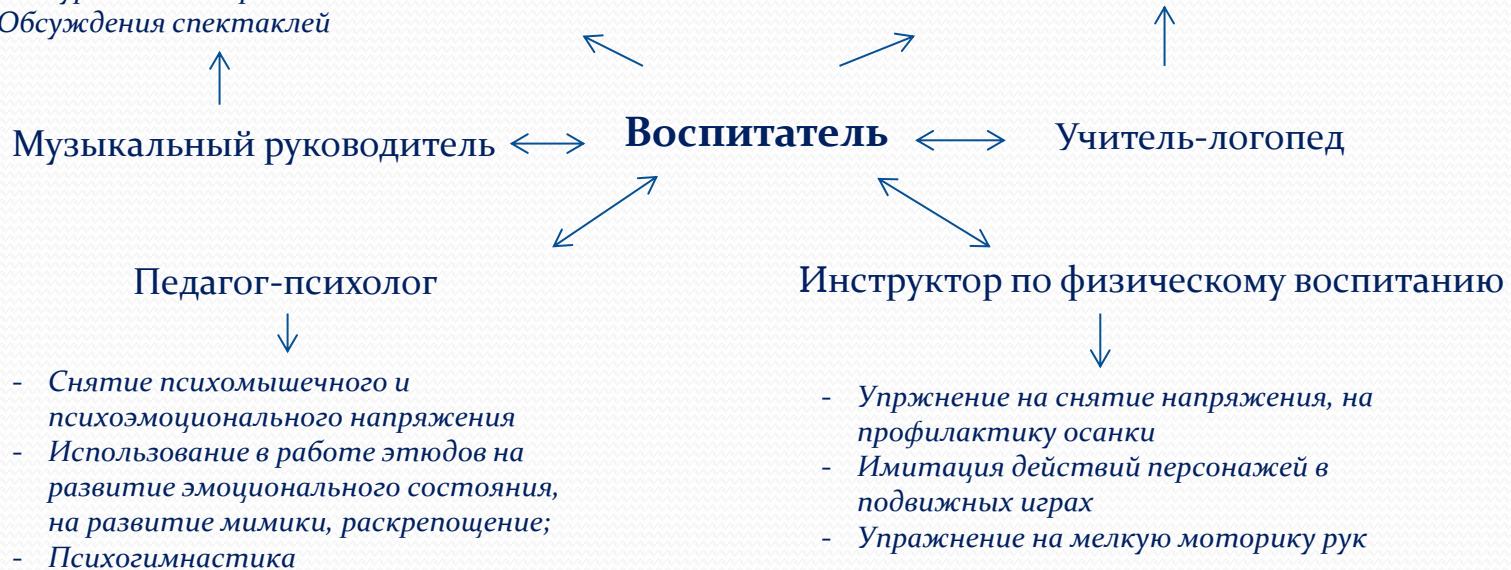 Обсуждения спектаклей
Музыкальный руководитель
Воспитатель
Учитель-логопед
Педагог-психолог
Инструктор по физическому воспитанию
- Снятие психомышечного и
психоэмоционального напряжения
- Использование в работе этюдов на
развитие эмоционального состояния,
на развитие мимики, раскрепощение;
- Психогимнастика
- Упржнение на снятие напряжения, на
профилактику осанки
- Имитация действий персонажей в
подвижных играх
- Упражнение на мелкую моторику рук